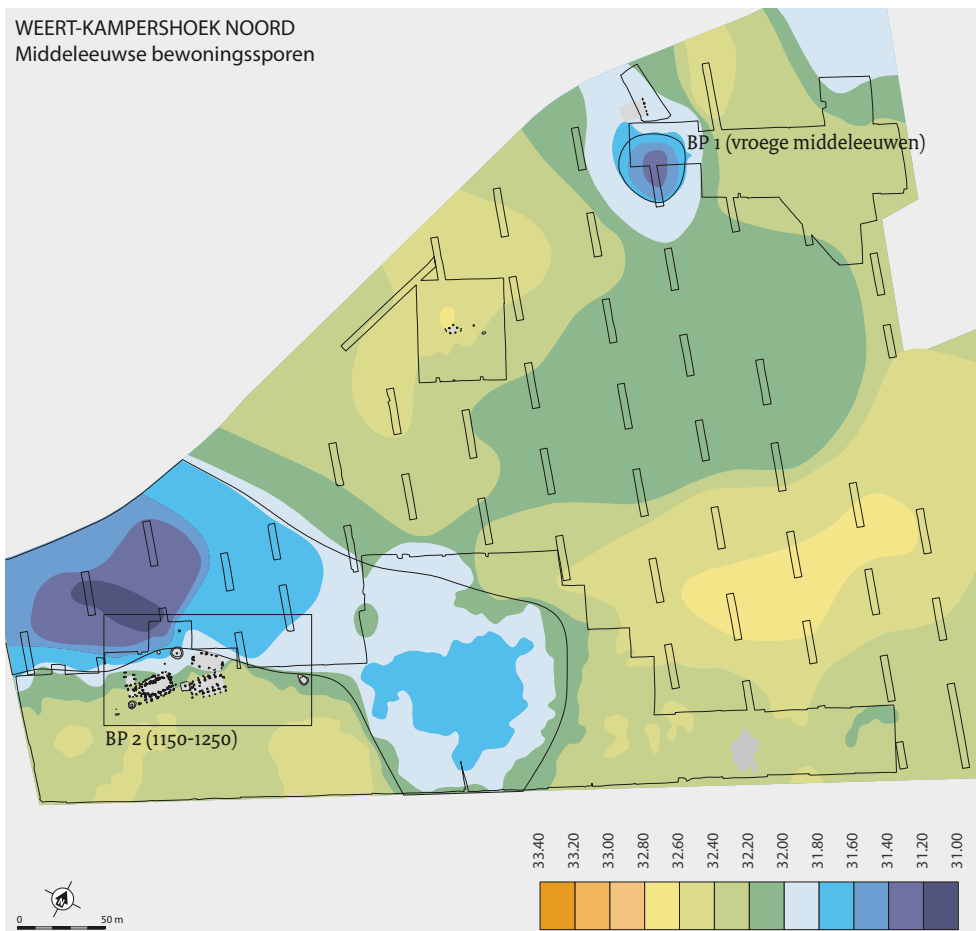 WEERT-KAMPERSHOEK NOORD
Middeleeuwse bewoningssporen
BP 1 (vroege middeleeuwen)
BP 2 (1150-1250)
33.40
33.20
33.00
32.80
32.60
32.40
32.20
32.00
31.80
31.60
31.40
31.20
31.00
0 50 m